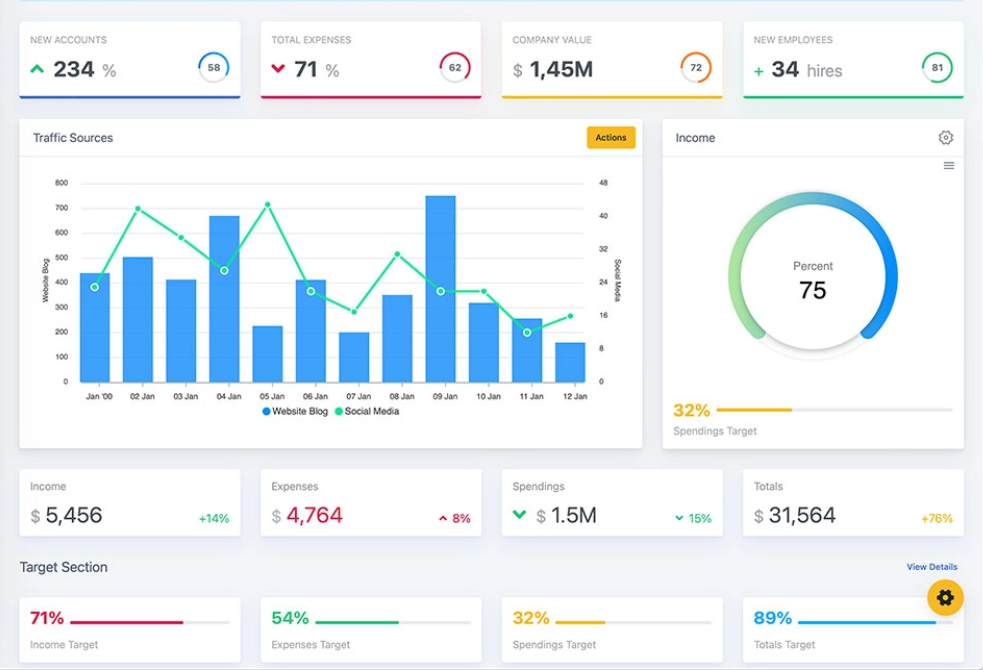 NEW ACCOUNTS
234 %
58
TOTAL EXPENSES
71 %
62
COMPANY VALUE
$ 1,45M
72
NEW EMPLOYEES
+ 34 hires
81
Traffic Sources
Actions
800
700
600
500
400
300
200
100
0
Website Blog
48
40
32
24
16
8
0
Social Media
Jan '00 02 Jan 03 Jan 04 Jan 05 Jan 06 Jan 07 Jan 08 Jan 09 Jan 10 Jan 11 Jan 12 Jan
Website Blog Social Media
Income
Percent
75
32%
Spendings Target
Income
$ 5,456 +14%
Expenses
$ 4,764 8%
Spendings
$ 1.5M 15%
Totals
$ 31,564 +76%
Target Section
View Details
71%
Income Target
54%
Expenses Target
32%
Spendings Target
89%
Totals Target